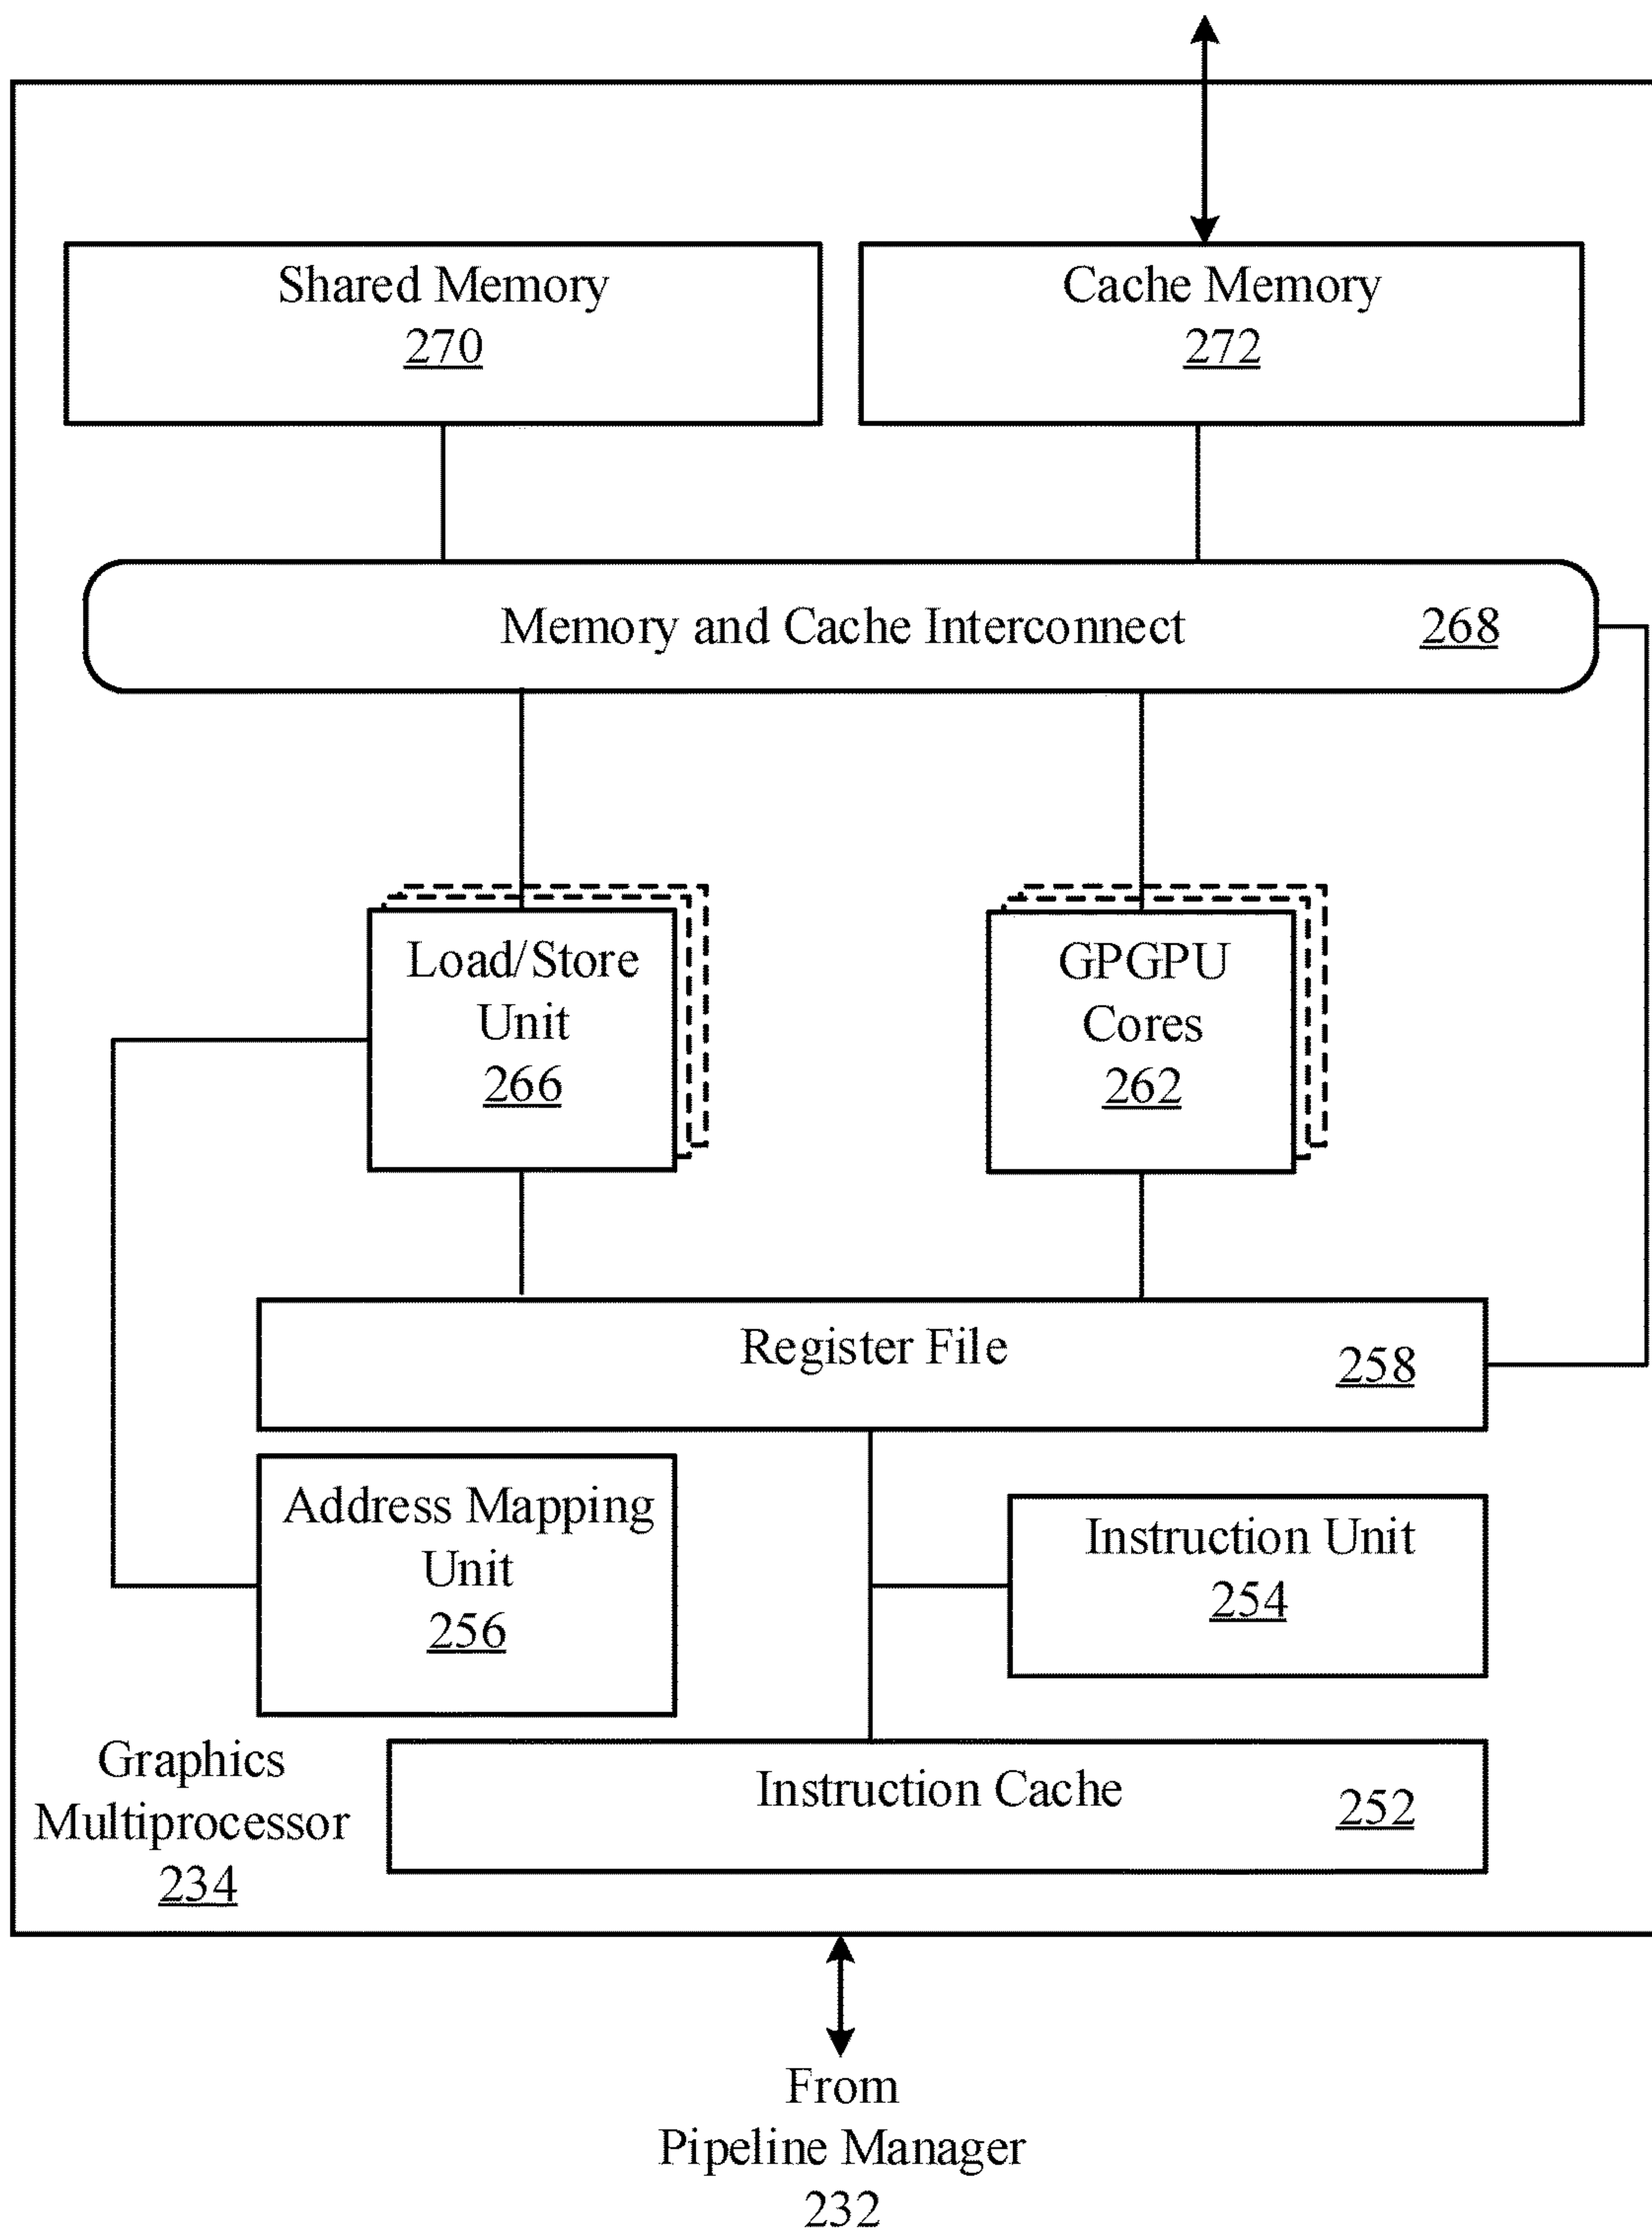 Shared Memory
270
Cache Memory
272
Memory and Cache Interconnect 268
Load/Store
Unit
266
GPGPU
Cores
262
Register File 258
Address Mapping
Unit
256
Instruction Unit
254
Graphics
Multiprocessor
234
Instruction Cache 252
From
Pipeline Manager
232